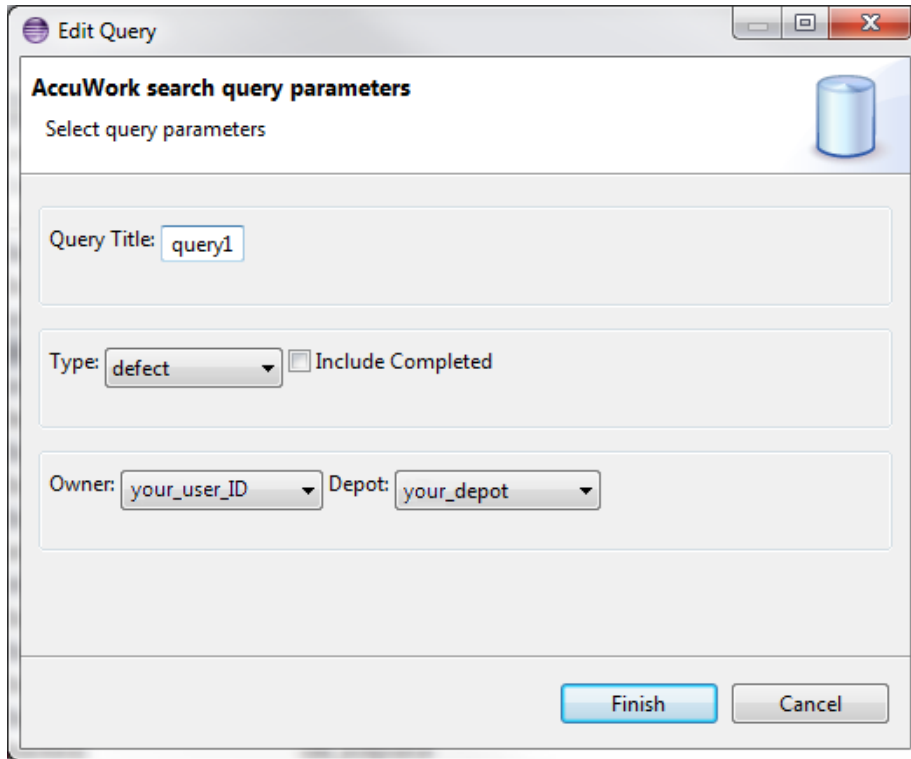 Edit Query
AccuWork search query parameters
Select query parameters
Query Title: query1
Type: defect Include Completed
Owner: your_user_ID Depot: your_depot
Finish Cancel